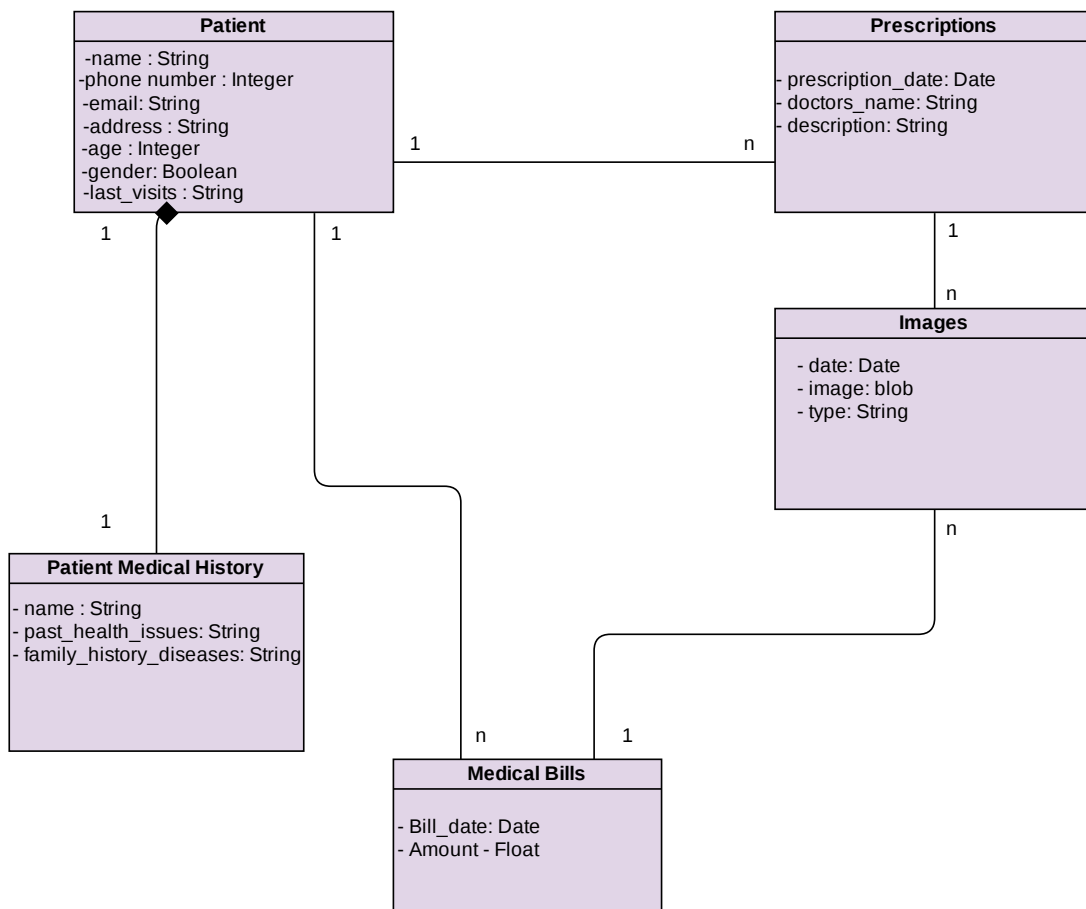 Patient
-name : String
-phone number : Integer
-email: String
-address : String
-age : Integer
-gender: Boolean
-last_visits : String
Prescriptions
- prescription_date: Date
- doctors_name: String
- description: String
1
n
1
1
1
n
Images
- date: Date
- image: blob
- type: String
1
n
Patient Medical History
- name : String
- past_health_issues: String
- family_history_diseases: String
n
1
Medical Bills
- Bill_date: Date
- Amount - Float